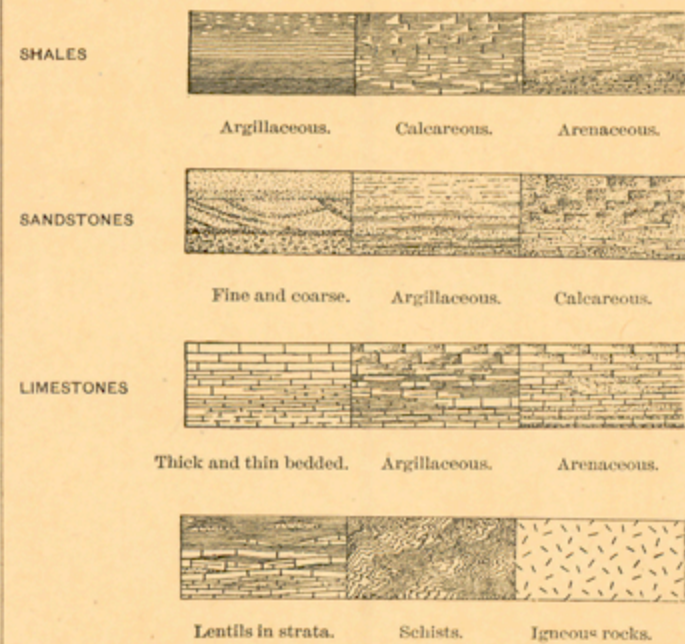 SHALES
Argillaceous. Calcareous. Arenaceous.
SANDSTONES
Fine and coarse. Argillaceous. Calcareous.
LIMESTONES
Thick and thin bedded. Argillaceous. Arenaceous.
Lentils in strata. Schists. Igneous rocks.